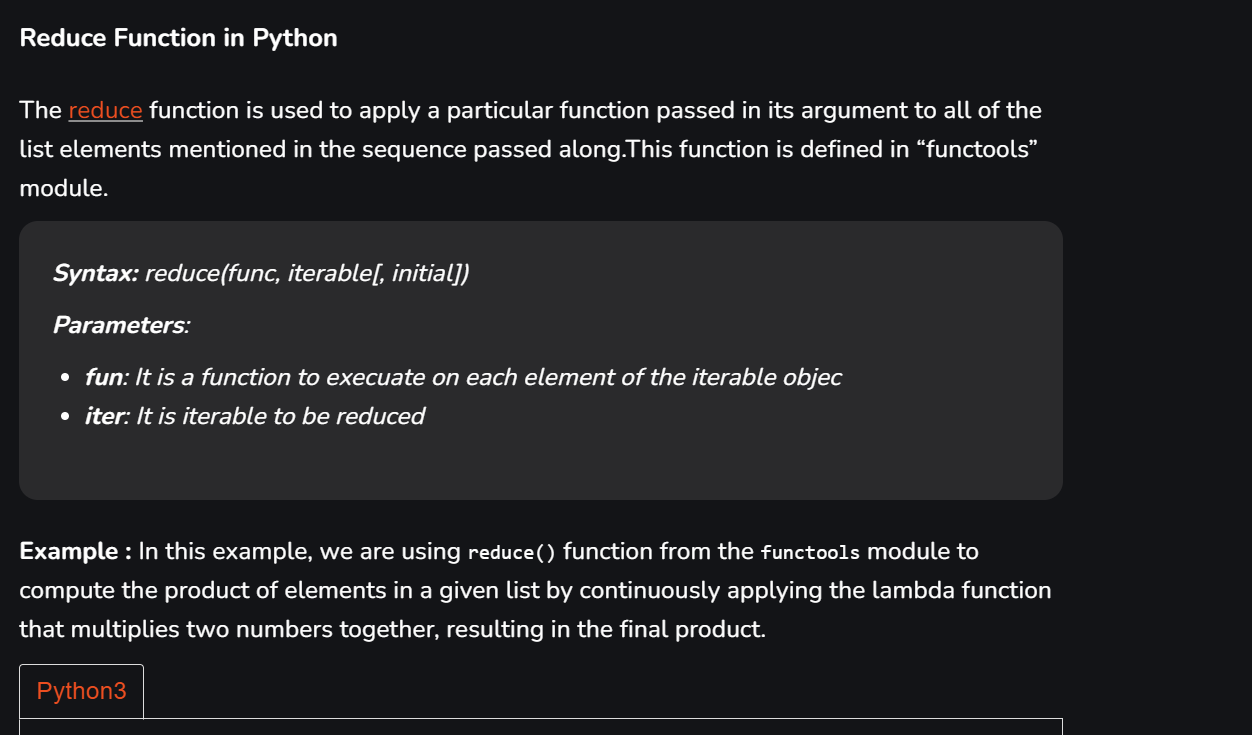 Reduce Function in Python
The reduce function is used to apply a particular function passed in its argument to all of the
list elements mentioned in the sequence passed along.This function is defined in “functools”
module.
Syntax: reduce(func, iterable[, initial])
Parameters:
• fun: It is a function to execuate on each element of the iterable objec
• iter: It is iterable to be reduced
Example : In this example, we are using reduce() function from the functools module to
compute the product of elements in a given list by continuously applying the lambda function
that multiplies two numbers together, resulting in the final product.
Python3